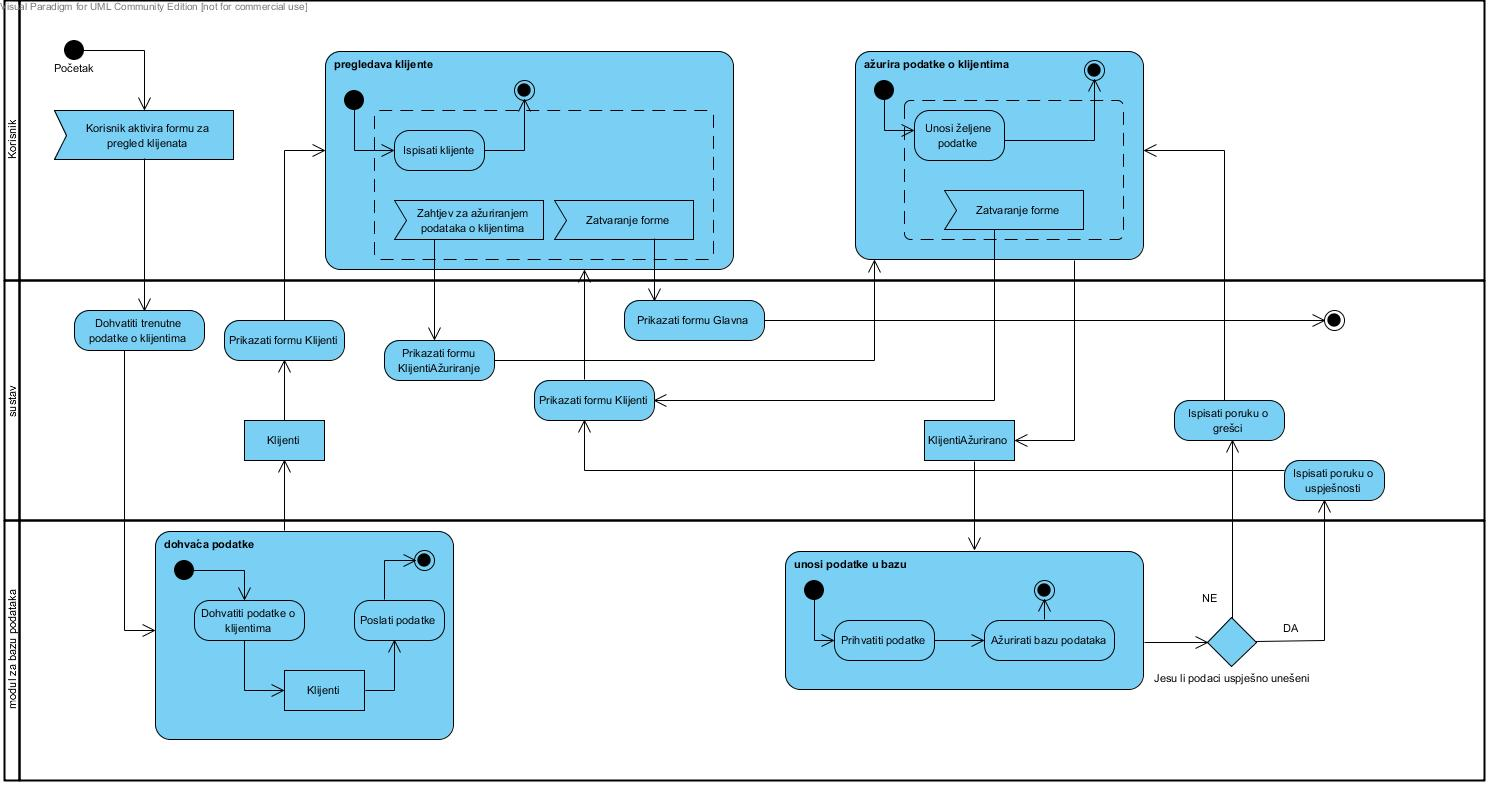 Visual Paradigm for UML Community Edition [not for commercial use]
Korisnik
Početak
Korisnik aktivira formu za
pregled klijenata
pregledava klijente
Ispisati klijente
Zahtjev za ažuriranjem
podataka o klijentima
Zatvaranje forme
ažurira podatke o klijentima
Unosi željene
podatke
Zatvaranje forme
sustav
Dohvatiti trenutne
podatke o klijentima
Prikazati formu Klijenti
Prikazati formu
KlijentiAžuriranje
Prikazati formu Glavna
Prikazati formu Klijenti
Klijenti
KlijentiAžurirano
Ispisati poruku o
grešci
Ispisati poruku o
uspješnosti
modul za bazu podataka
dohvaća podatke
Dohvatiti podatke o
klijentima
Poslati podatke
Klijenti
unosi podatke u bazu
Prihvatiti podatke
Ažurirati bazu podataka
NE
DA
Jesu li podaci uspješno unešeni